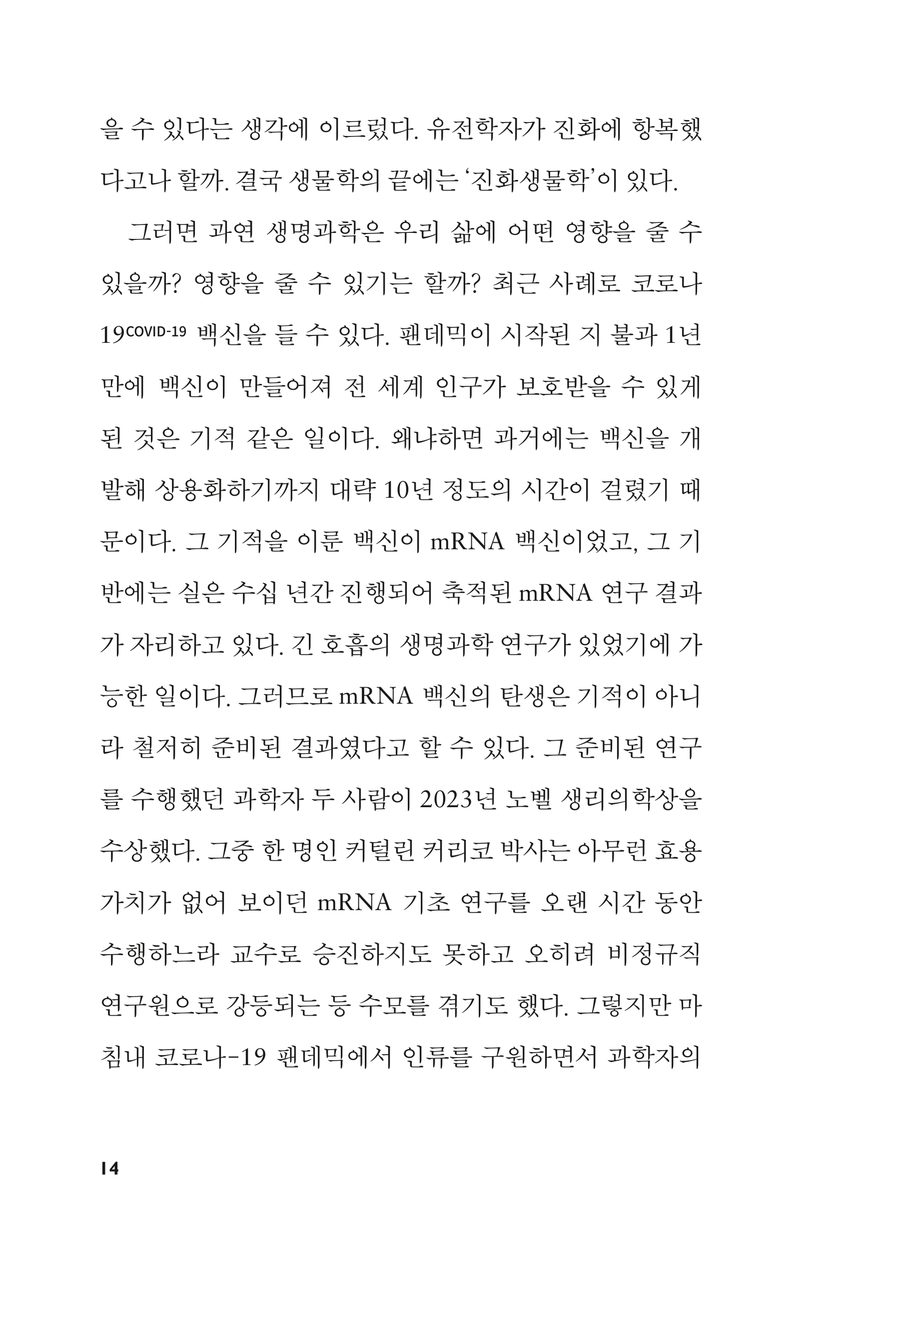 을 수 있다는 생각에 이르렀다. 유전학자가 진화에 항복했
다고나 할까. 결국 생물학의 끝에는 ‘진화생물학’이 있다.
그러면 과연 생명과학은 우리 삶에 어떤 영향을 줄 수
있을까? 영향을 줄 수 있기는 할까? 최근 사례로 코로나
19COVID-19 백신을 들 수 있다. 팬데믹이 시작된 지 불과 1년
만에 백신이 만들어져 전 세계 인구가 보호받을 수 있게
된 것은 기적 같은 일이다. 왜냐하면 과거에는 백신을 개
발해 상용화하기까지 대략 10년 정도의 시간이 걸렸기 때
문이다. 그 기적을 이룬 백신이 mRNA 백신이었고, 그 기
반에는 실은 수십 년간 진행되어 축적된 mRNA 연구 결과
가 자리하고 있다. 긴 호흡의 생명과학 연구가 있었기에 가
능한 일이다. 그러므로 mRNA 백신의 탄생은 기적이 아니
라 철저히 준비된 결과였다고 할 수 있다. 그 준비된 연구
를 수행했던 과학자 두 사람이 2023년 노벨 생리의학상을
수상했다. 그중 한 명인 커털린 커리코 박사는 아무런 효용
가치가 없어 보이던 mRNA 기초 연구를 오랜 시간 동안
수행하느라 교수로 승진하지도 못하고 오히려 비정규직
연구원으로 강등되는 등 수모를 겪기도 했다. 그렇지만 마
침내 코로나-19 팬데믹에서 인류를 구원하면서 과학자의
14